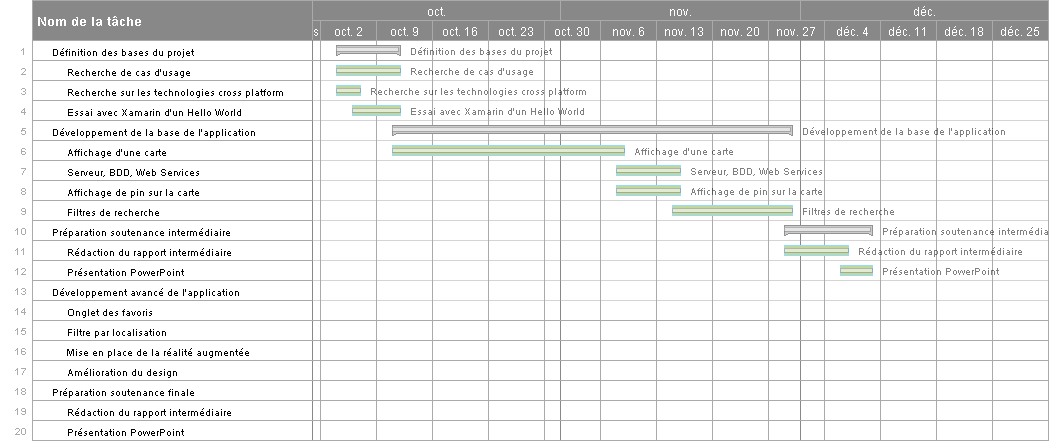 Nom de la tâche
oct. nov. déc.
s oct. 2 oct. 9 oct. 16 oct. 23 oct. 30 nov. 6 nov. 13 nov. 20 nov. 27 déc. 4 déc. 11 déc. 18 déc. 25
1 Définition des bases du projet Définition des bases du projet
2 Recherche de cas d'usage Recherche de cas d'usage
3 Recherche sur les technologies cross platform Recherche sur les technologies cross platform
4 Essai avec Xamarin d'un Hello World Essai avec Xamarin d'un Hello World
5 Développement de la base de l'application Développement de la base de l'application
6 Affichage d'une carte Affichage d'une carte
7 Serveur, BDD, Web Services Serveur, BDD, Web Services
8 Affichage de pin sur la carte Affichage de pin sur la carte
9 Filtres de recherche Filtres de recherche
10 Préparation soutenance intermédiaire Préparation soutenance intermédia
11 Rédaction du rapport intermédiaire Rédaction du rapport intermédiaire
12 Présentation PowerPoint Présentation PowerPoint
13 Développement avancé de l'application
14 Onglet des favoris
15 Filtre par localisation
16 Mise en place de la réalité augmentée
17 Amélioration du design
18 Préparation soutenance finale
19 Rédaction du rapport intermédiaire
20 Présentation PowerPoint